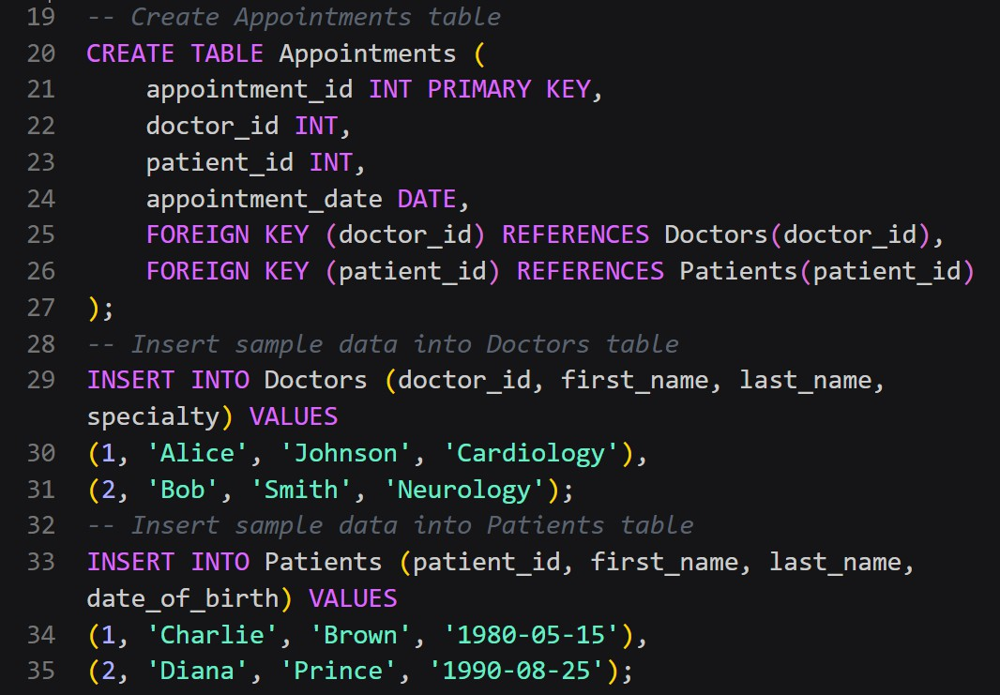 19 -- Create Appointments table
20 CREATE TABLE Appointments (
21     appointment_id INT PRIMARY KEY,
22     doctor_id INT,
23     patient_id INT,
24     appointment_date DATE,
25     FOREIGN KEY (doctor_id) REFERENCES Doctors(doctor_id),
26     FOREIGN KEY (patient_id) REFERENCES Patients(patient_id)
27 );
28 -- Insert sample data into Doctors table
29 INSERT INTO Doctors (doctor_id, first_name, last_name,
specialty) VALUES
30 (1, 'Alice', 'Johnson', 'Cardiology'),
31 (2, 'Bob', 'Smith', 'Neurology');
32 -- Insert sample data into Patients table
33 INSERT INTO Patients (patient_id, first_name, last_name,
date_of_birth) VALUES
34 (1, 'Charlie', 'Brown', '1980-05-15'),
35 (2, 'Diana', 'Prince', '1990-08-25');